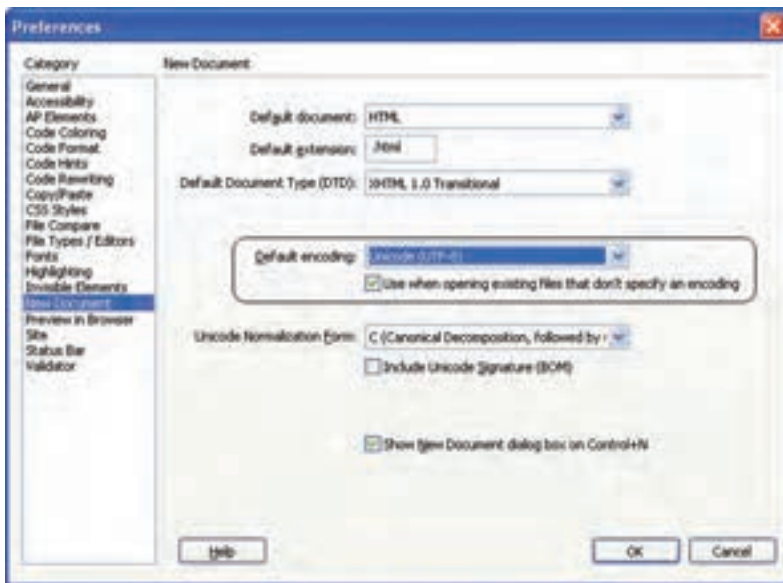 Preferences
Category
General
Accessibility
AP Elements
Code Coloring
Code Format
Code Hints
Code Rewriting
Copy/Paste
CSS Styles
File Compare
File Types / Editors
Fonts
Highlighting
Invisible Elements
New Document
Preview in Browser
Site
Status Bar
Validator
New Document
Default document: HTML
Default extension: .html
Default Document Type (DTD): XHTML 1.0 Transitional
Default encoding: Unicode (UTF-8)
Use when opening existing files that don't specify an encoding
Unicode Normalization Form: C (Canonical Decomposition, followed by
Include Unicode Signature (BOM)
Show New Document dialog box on Control+N
Help
OK
Cancel